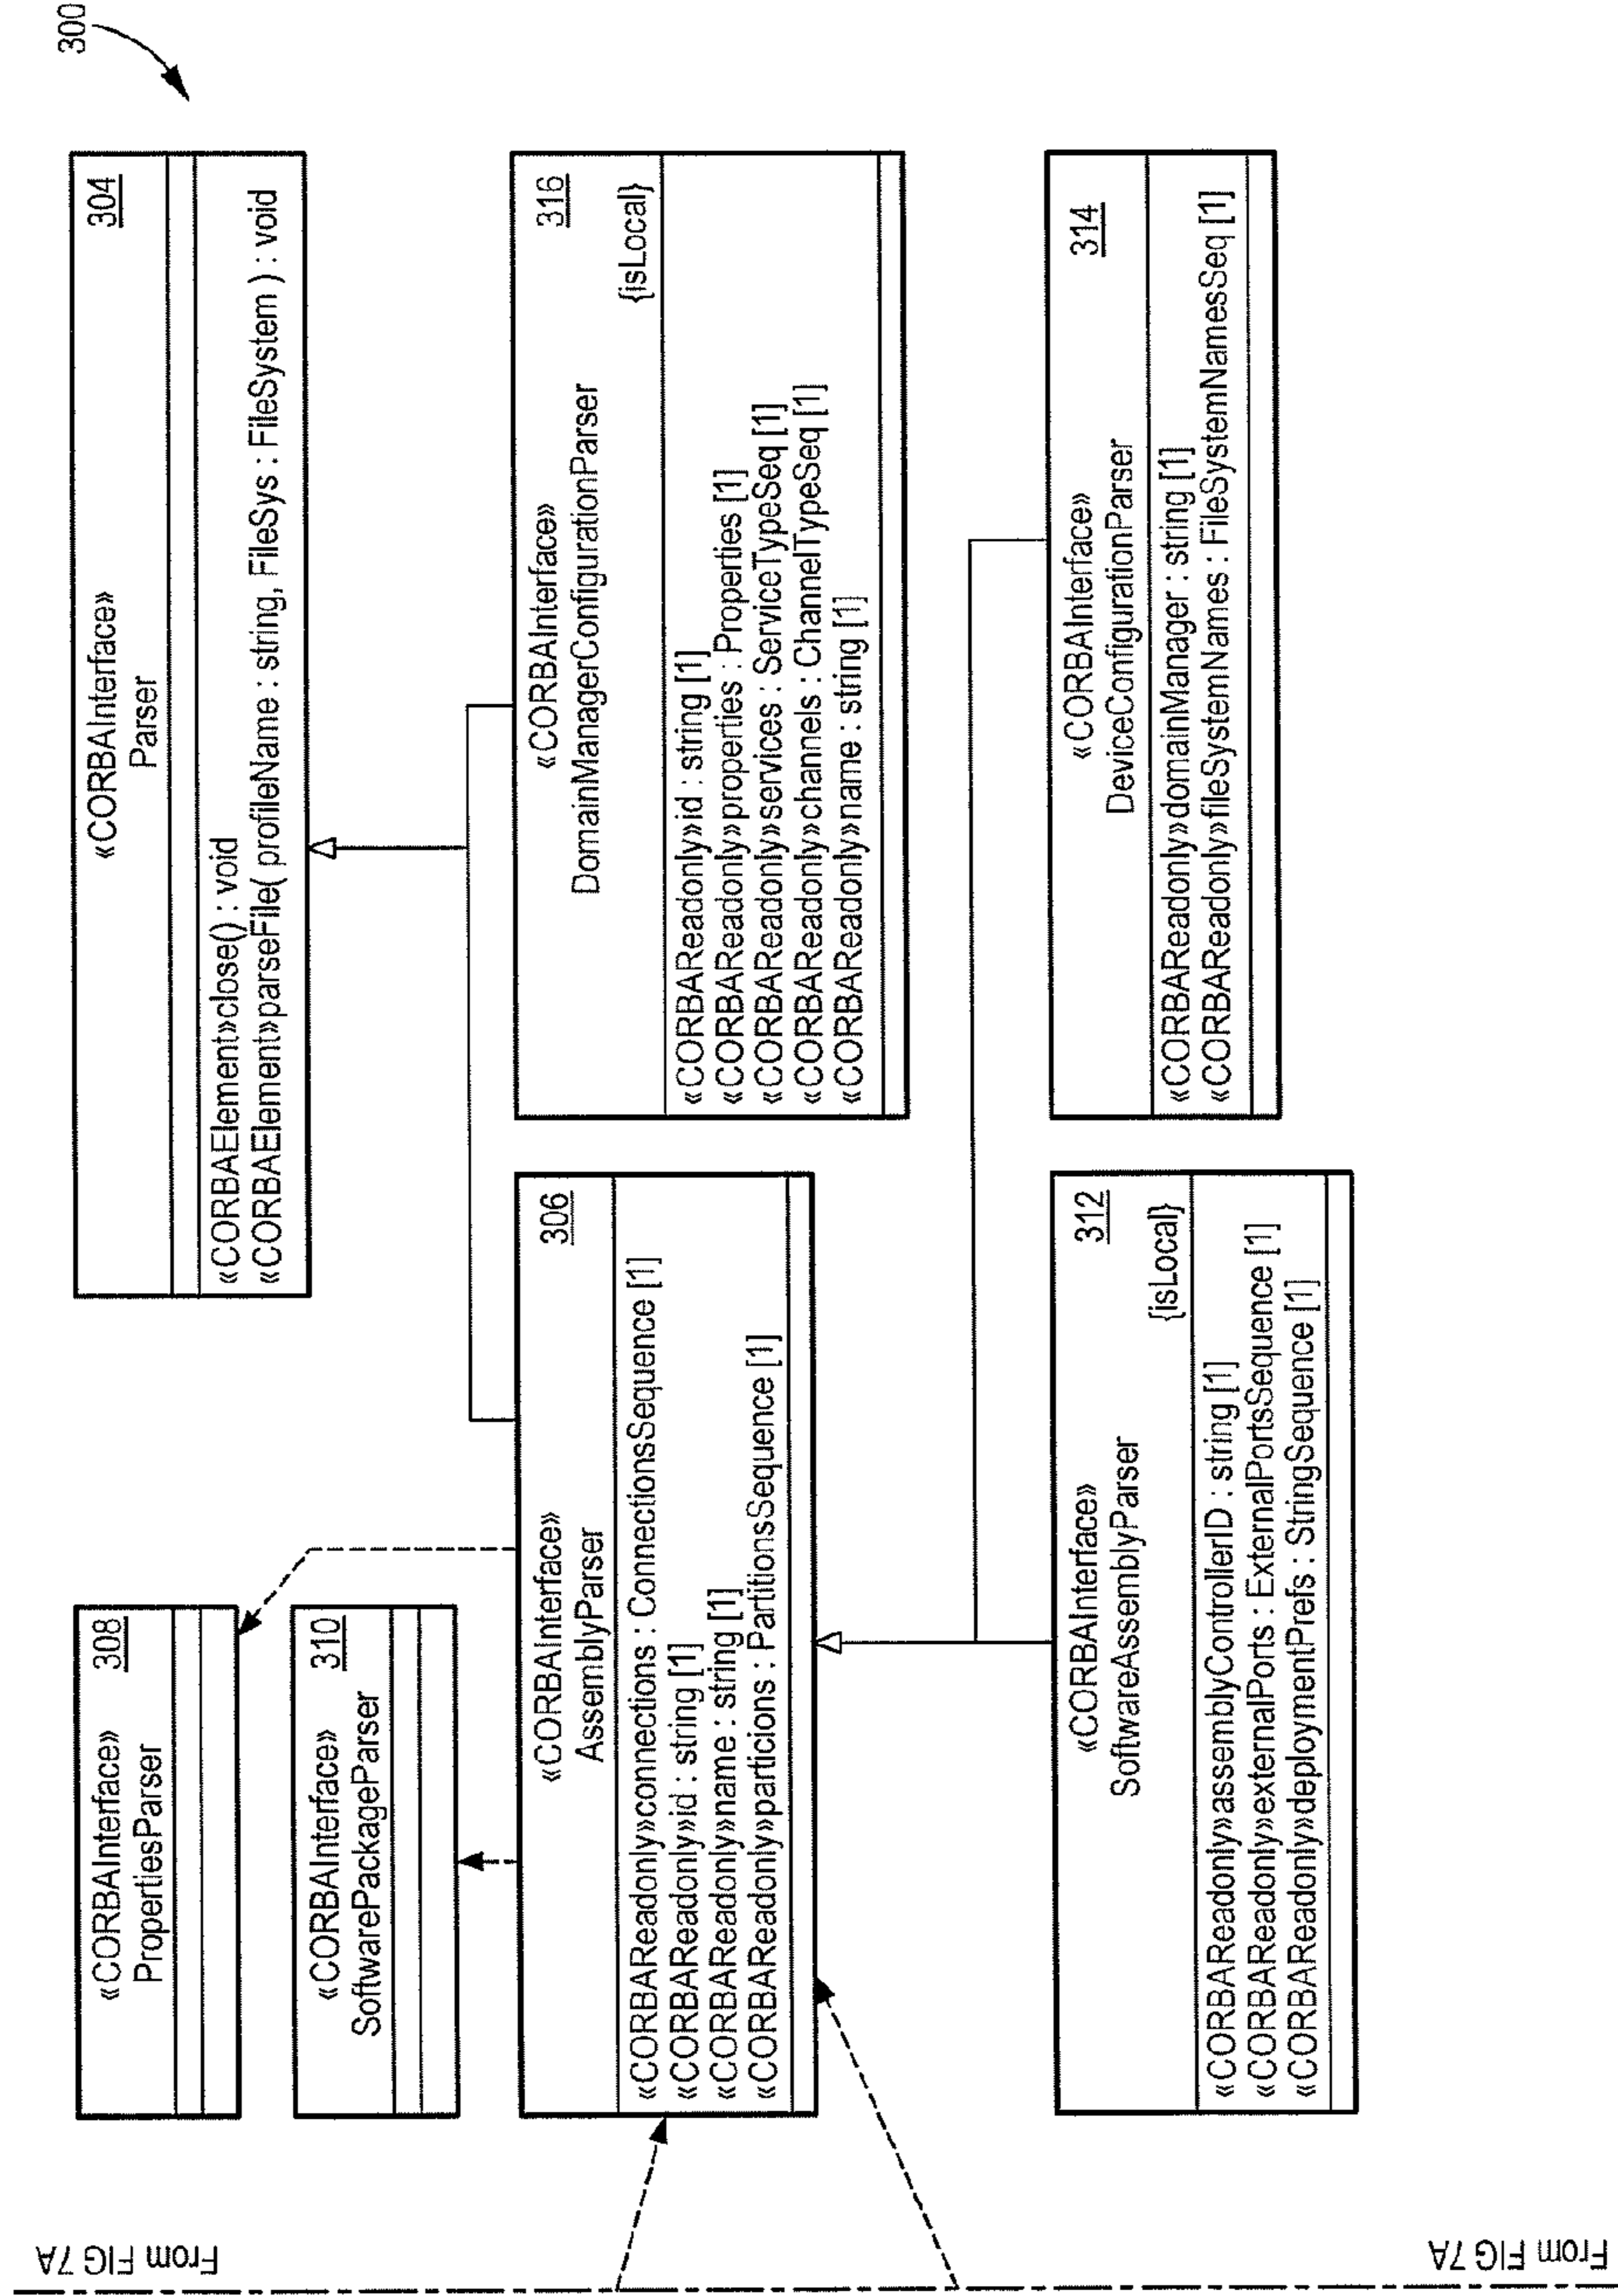 300
«CORBAInterface» 308
PropertiesParser
«CORBAInterface» 310
SoftwarePackageParser
«CORBAInterface» 304
Parser
«CORBAElement»close() : void
«CORBAElement»parseFile( profileName : string, FileSys : FileSystem ) : void
«CORBAInterface» 306
AssemblyParser
«CORBAReadonly»connections : ConnectionsSequence [1]
«CORBAReadonly»id : string [1]
«CORBAReadonly»name : string [1]
«CORBAReadonly»particions : PartitionsSequence [1]
«CORBAInterface» 316
DomainManagerConfigurationParser
{isLocal}
«CORBAReadonly»id : string [1]
«CORBAReadonly»properties : Properties [1]
«CORBAReadonly»services : ServiceTypeSeq [1]
«CORBAReadonly»channels : ChannelTypeSeq [1]
«CORBAReadonly»name : string [1]
«CORBAInterface» 312
SoftwareAssemblyParser
{isLocal}
«CORBAReadonly»assemblyControllerID : string [1]
«CORBAReadonly»externalPorts : ExternalPortsSequence [1]
«CORBAReadonly»deploymentPrefs : StringSequence [1]
«CORBAInterface» 314
DeviceConfigurationParser
«CORBAReadonly»domainManager : string [1]
«CORBAReadonly»fileSystemNames : FileSystemNamesSeq [1]
From FIG 7A
From FIG 7A